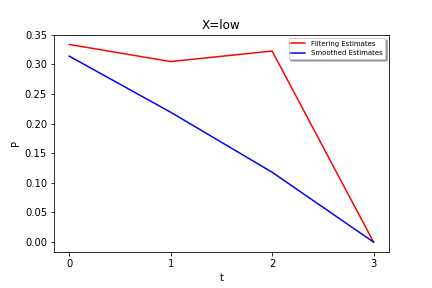 X=low
Filtering Estimates
Smoothed Estimates
0.35
0.30
0.25
0.20
0.15
0.10
0.05
0.00
P
0 1 2 3
t